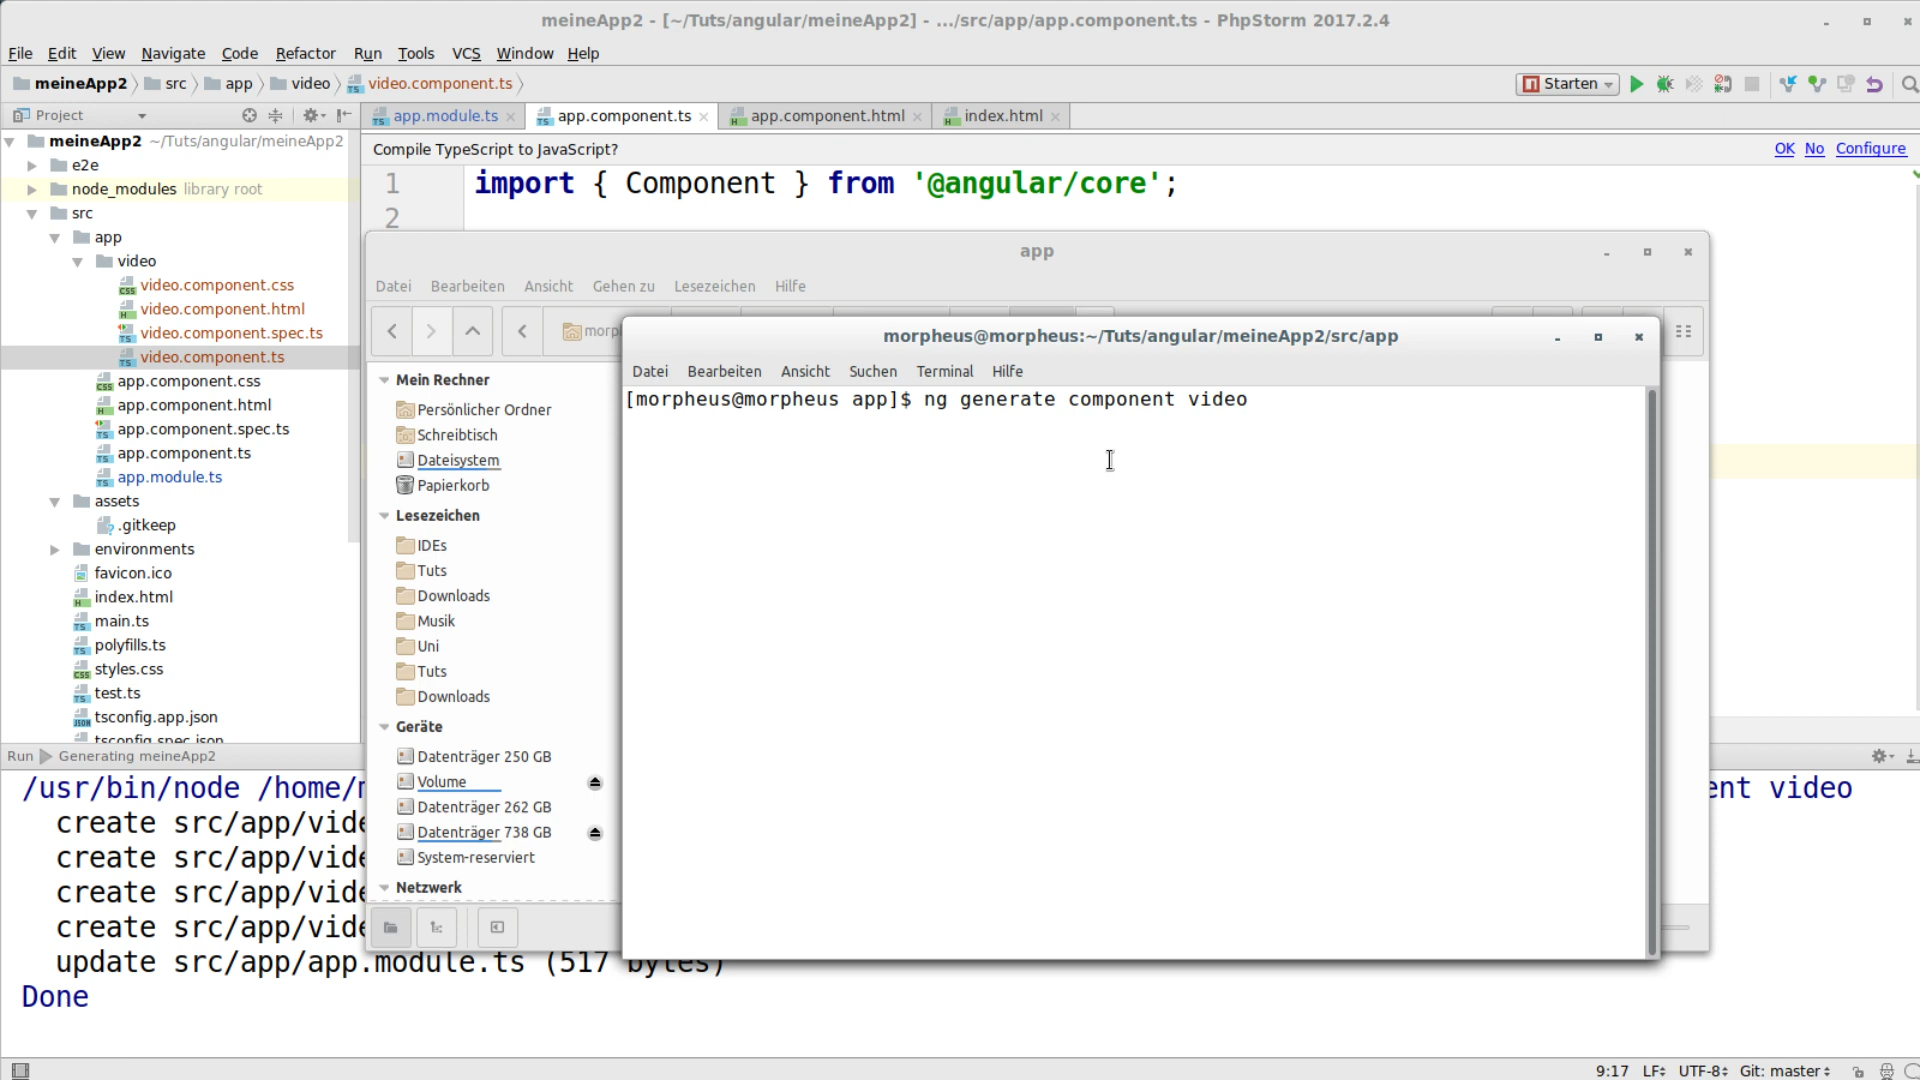 meineApp2 - [~/Tuts/angular/meineApp2] - .../src/app/app.component.ts - PhpStorm 2017.2.4
File Edit View Navigate Code Refactor Run Tools VCS Window Help
meineApp2 src app video video.component.ts Starten
Project
app.module.ts app.component.ts app.component.html index.html
meineApp2 ~/Tuts/angular/meineApp2
Compile TypeScript to JavaScript? OK No Configure
e2e
node_modules library root
src
app
video
video.component.css
video.component.html
video.component.spec.ts
video.component.ts
app.component.css
app.component.html
app.component.spec.ts
app.component.ts
app.module.ts
assets
.gitkeep
environments
favicon.ico
index.html
main.ts
polyfills.ts
styles.css
test.ts
tsconfig.app.json
tsconfig.spec.json
1 import { Component } from '@angular/core';
2
app
Datei Bearbeiten Ansicht Gehen zu Lesezeichen Hilfe
morp
Mein Rechner
Persönlicher Ordner
Schreibtisch
Dateisystem
Papierkorb
Lesezeichen
IDEs
Tuts
Downloads
Musik
Uni
Tuts
Downloads
Geräte
Datenträger 250 GB
Volume
Datenträger 262 GB
Datenträger 738 GB
System-reserviert
Netzwerk
morpheus@morpheus:~/Tuts/angular/meineApp2/src/app
Datei Bearbeiten Ansicht Suchen Terminal Hilfe
[morpheus@morpheus app]$ ng generate component video
Run Generating meineApp2
/usr/bin/node /home/ ent video
create src/app/vide
create src/app/vide
create src/app/vide
create src/app/vide
update src/app/app.module.ts (517 bytes)
Done
9:17 LF UTF-8 Git: master